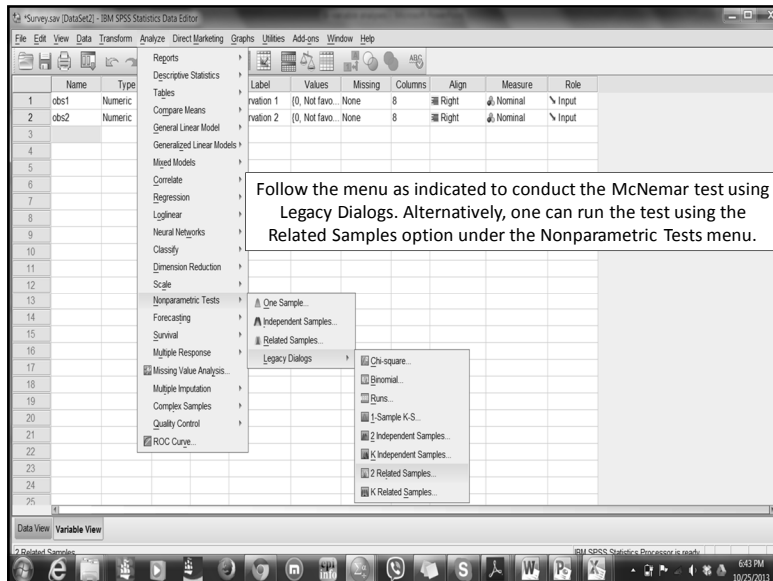 *Survey.sav [DataSet2] - IBM SPSS Statistics Data Editor
File Edit View Data Transform Analyze Direct Marketing Graphs Utilities Add-ons Window Help
Name Type Label Values Missing Columns Align Measure Role
1 obs1 Numeric rvation 1 {0, Not favo... None 8 Right Nominal Input
2 obs2 Numeric rvation 2 {0, Not favo... None 8 Right Nominal Input
3
4
5
6
7
8
9
10
11
12
13
14
15
16
17
18
19
20
21
22
23
24
25
Reports
Descriptive Statistics
Tables
Compare Means
General Linear Model
Generalized Linear Models
Mixed Models
Correlate
Regression
Loglinear
Neural Networks
Classify
Dimension Reduction
Scale
Nonparametric Tests
Forecasting
Survival
Multiple Response
Missing Value Analysis...
Multiple Imputation
Complex Samples
Quality Control
ROC Curve...
One Sample...
Independent Samples...
Related Samples...
Legacy Dialogs
Chi-square...
Binomial...
Runs...
1-Sample K-S...
2 Independent Samples...
K Independent Samples...
2 Related Samples...
K Related Samples...
Follow the menu as indicated to conduct the McNemar test using
Legacy Dialogs. Alternatively, one can run the test using the
Related Samples option under the Nonparametric Tests menu.
Data View Variable View
2 Related Samples
IBM SPSS Statistics Processor is ready
6:43 PM
10/25/2013